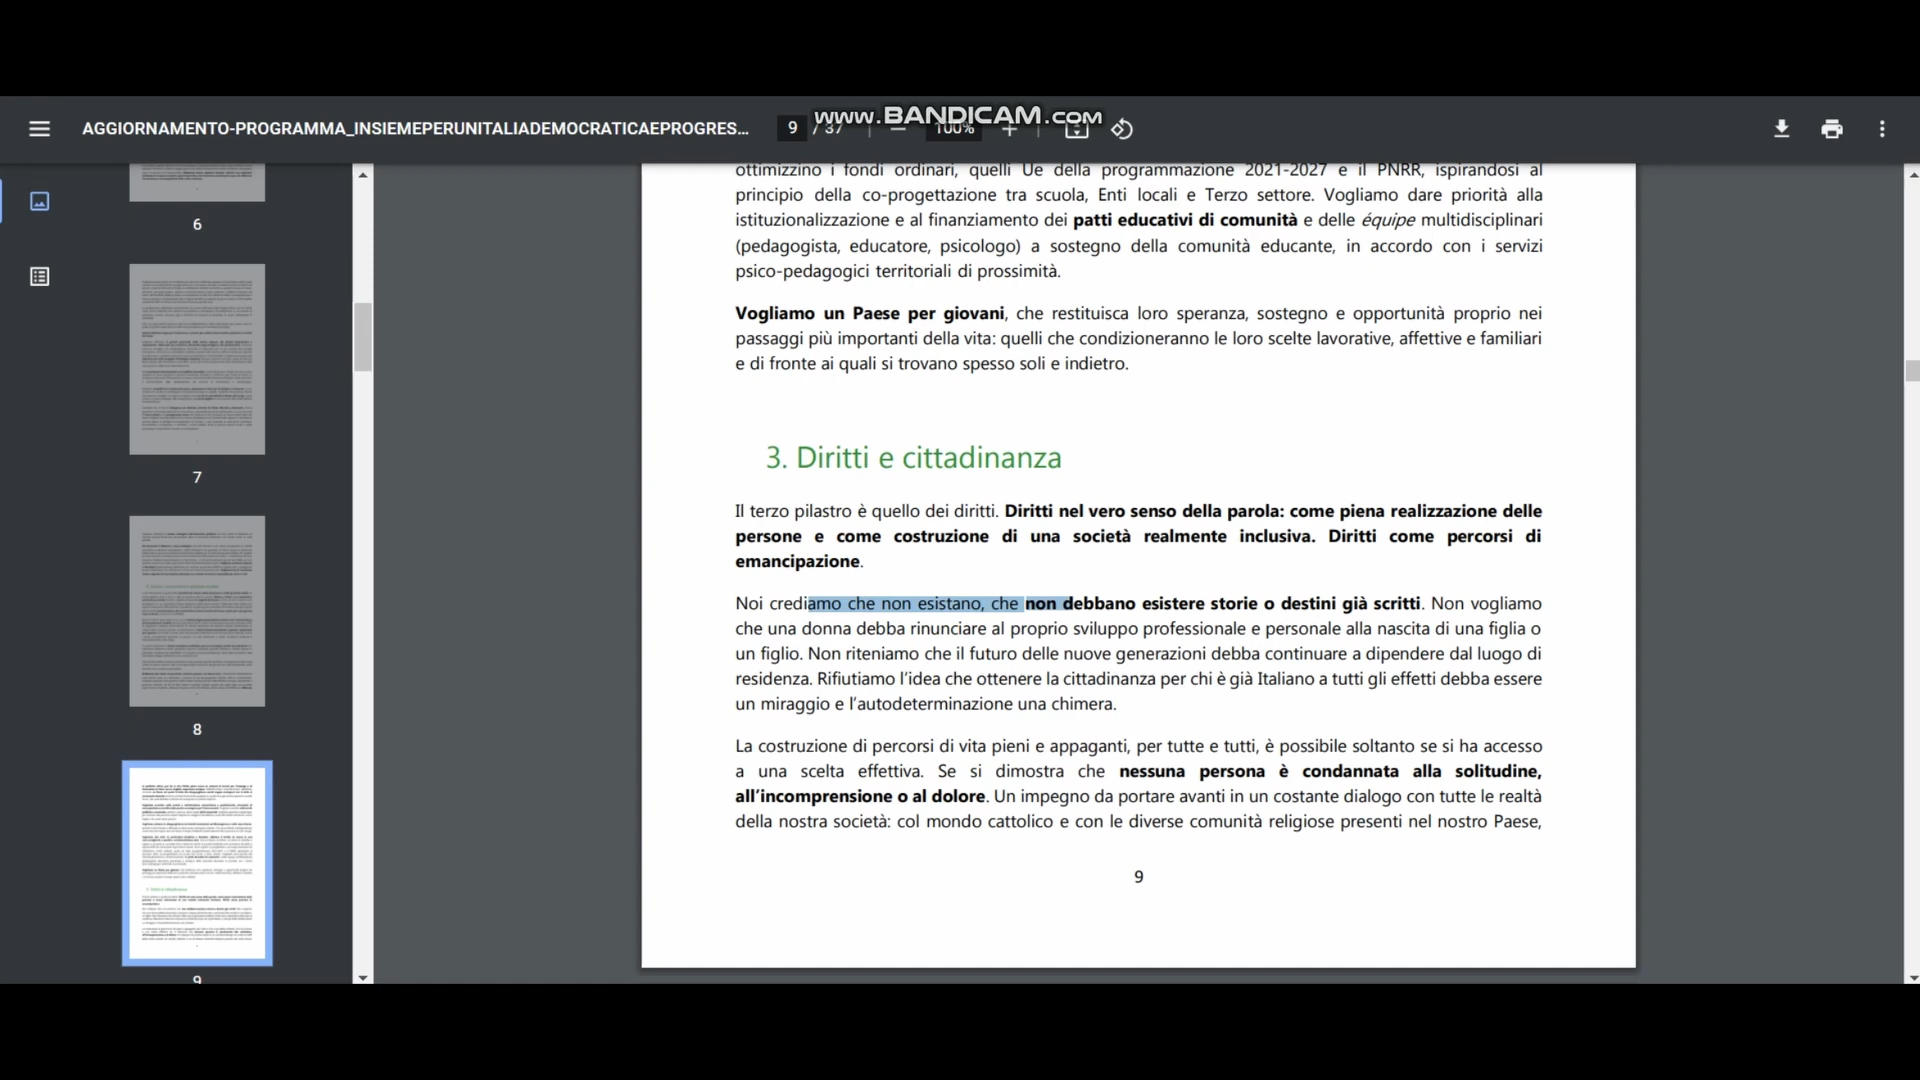 www.BANDICAM.com
AGGIORNAMENTO-PROGRAMMA_INSIEMEPERUNITALIADEMOCRATICAEPROGRES...
9 / 37
100%
6
7
8
9
ottimizzino i fondi ordinari, quelli Ue della programmazione 2021-2027 e il PNRR, ispirandosi al
principio della co-progettazione tra scuola, Enti locali e Terzo settore. Vogliamo dare priorità alla
istituzionalizzazione e al finanziamento dei patti educativi di comunità e delle équipe multidisciplinari
(pedagogista, educatore, psicologo) a sostegno della comunità educante, in accordo con i servizi
psico-pedagogici territoriali di prossimità.
Vogliamo un Paese per giovani, che restituisca loro speranza, sostegno e opportunità proprio nei
passaggi più importanti della vita: quelli che condizioneranno le loro scelte lavorative, affettive e familiari
e di fronte ai quali si trovano spesso soli e indietro.
3. Diritti e cittadinanza
Il terzo pilastro è quello dei diritti. Diritti nel vero senso della parola: come piena realizzazione delle
persone e come costruzione di una società realmente inclusiva. Diritti come percorsi di
emancipazione.
Noi crediamo che non esistano, che non debbano esistere storie o destini già scritti. Non vogliamo
che una donna debba rinunciare al proprio sviluppo professionale e personale alla nascita di una figlia o
un figlio. Non riteniamo che il futuro delle nuove generazioni debba continuare a dipendere dal luogo di
residenza. Rifiutiamo l'idea che ottenere la cittadinanza per chi è già Italiano a tutti gli effetti debba essere
un miraggio e l'autodeterminazione una chimera.
La costruzione di percorsi di vita pieni e appaganti, per tutte e tutti, è possibile soltanto se si ha accesso
a una scelta effettiva. Se si dimostra che nessuna persona è condannata alla solitudine,
all'incomprensione o al dolore. Un impegno da portare avanti in un costante dialogo con tutte le realtà
della nostra società: col mondo cattolico e con le diverse comunità religiose presenti nel nostro Paese,
9